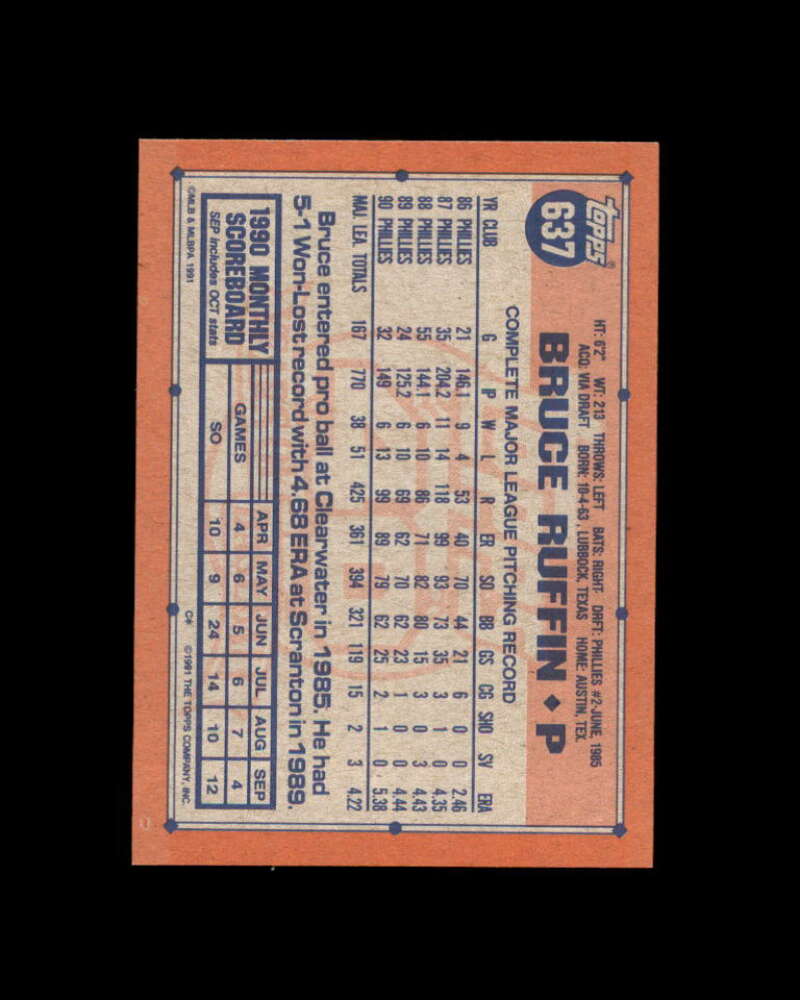 topps®
637
HT: 6'2" WT: 213 THROWS: LEFT BATS: RIGHT DRFT: PHILLIES #2-JUNE, 1985
ACQ: VIA DRAFT BORN: 10-4-63, LUBBOCK, TEXAS HOME: AUSTIN, TEX.
BRUCE RUFFIN ♦ P
COMPLETE MAJOR LEAGUE PITCHING RECORD
YR CLUB G P W L R ER SO BB GS CG SHO SV ERA
86 PHILLIES 21 146.1 9 4 53 40 70 44 21 6 0 0 2.46
87 PHILLIES 35 204.2 11 14 118 99 93 73 35 3 1 0 4.35
88 PHILLIES 55 144.1 6 10 86 71 82 80 15 3 0 3 4.43
89 PHILLIES 24 125.2 6 10 69 62 70 62 23 1 0 0 4.44
90 PHILLIES 32 149 6 13 99 89 79 62 25 2 1 0 5.38
MAJ. LEA. TOTALS 167 770 38 51 425 361 394 321 119 15 2 3 4.22
Bruce entered pro ball at Clearwater in 1985. He had
5-1 Won-Lost record with 4.68 ERA at Scranton in 1989.
1990 MONTHLY
SCOREBOARD
SEP includes OCT stats
APR MAY JUN JUL AUG SEP
GAMES 4 6 5 6 7 4
SO 10 9 24 14 10 12
©MLB & MLBPA 1991 C* ©1991 THE TOPPS COMPANY, INC.